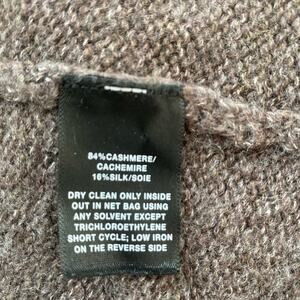 84%CASHMERE/
CACHEMIRE
16%SILK/SOIE
DRY CLEAN ONLY INSIDE
OUT IN NET BAG USING
ANY SOLVENT EXCEPT
TRICHLOROETHYLENE
SHORT CYCLE; LOW IRON
ON THE REVERSE SIDE